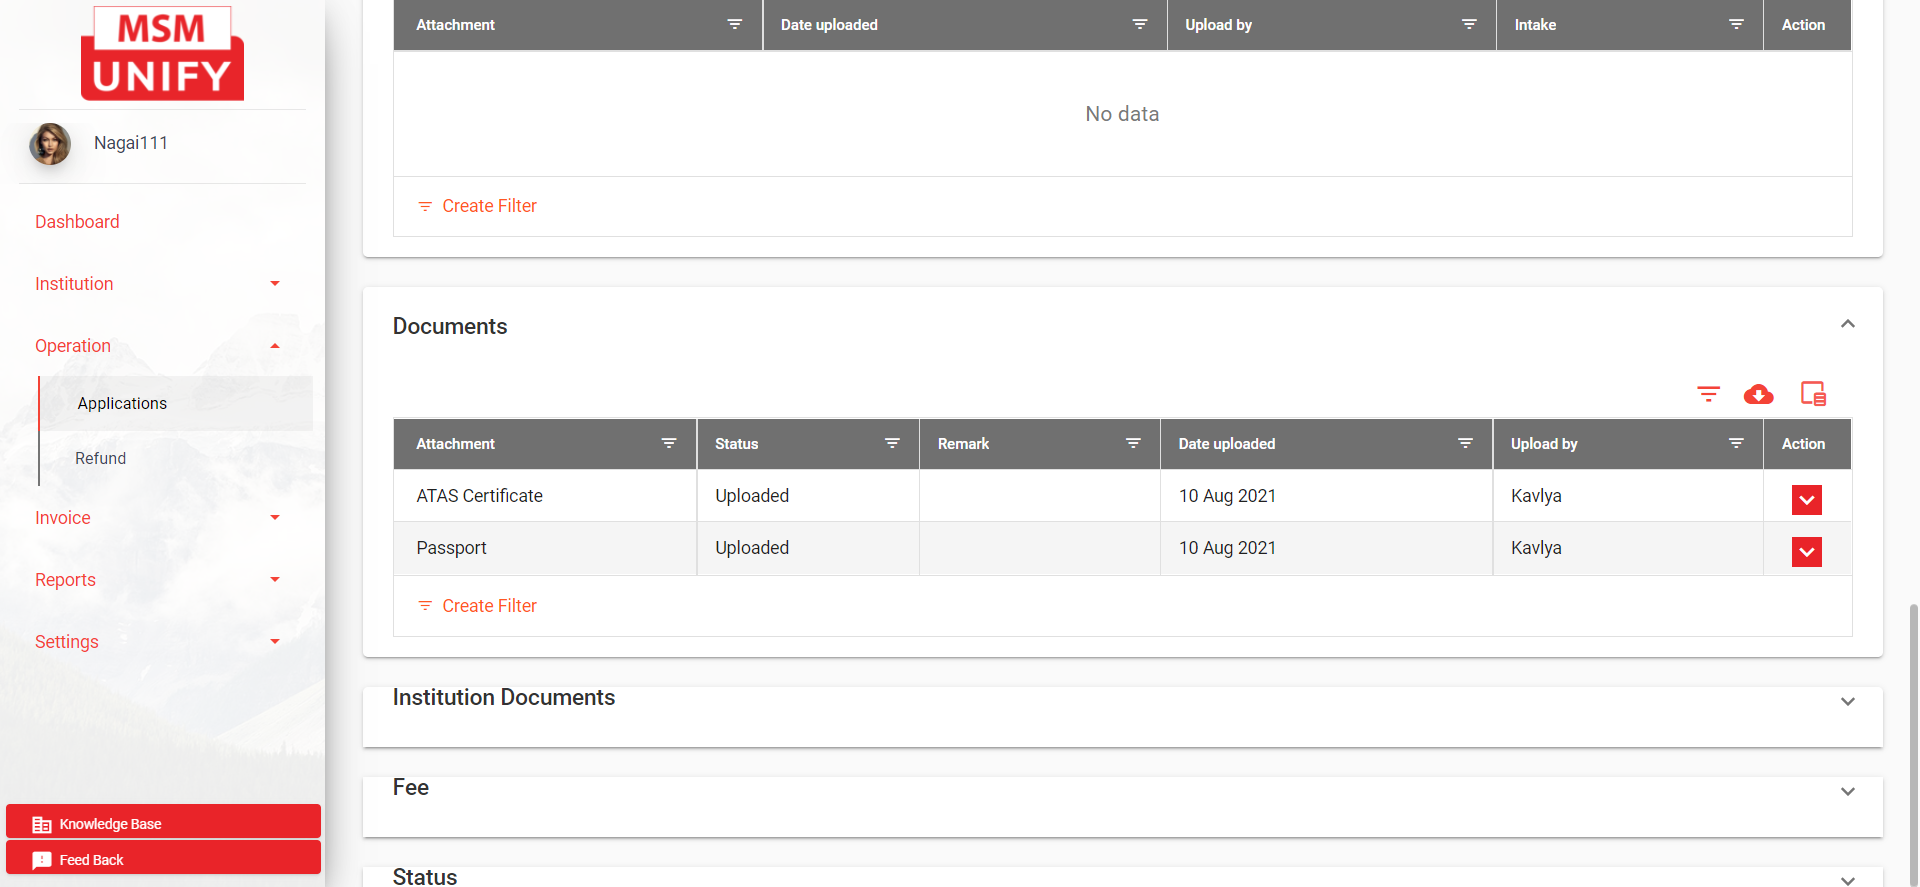 MSM
UNIFY
Nagai111
Dashboard
Institution
Operation
Applications
Refund
Invoice
Reports
Settings
Knowledge Base
Feed Back
Attachment Date uploaded Upload by Intake Action
No data
Create Filter
Documents
Attachment Status Remark Date uploaded Upload by Action
ATAS Certificate Uploaded 10 Aug 2021 Kavlya
Passport Uploaded 10 Aug 2021 Kavlya
Create Filter
Institution Documents
Fee
Status